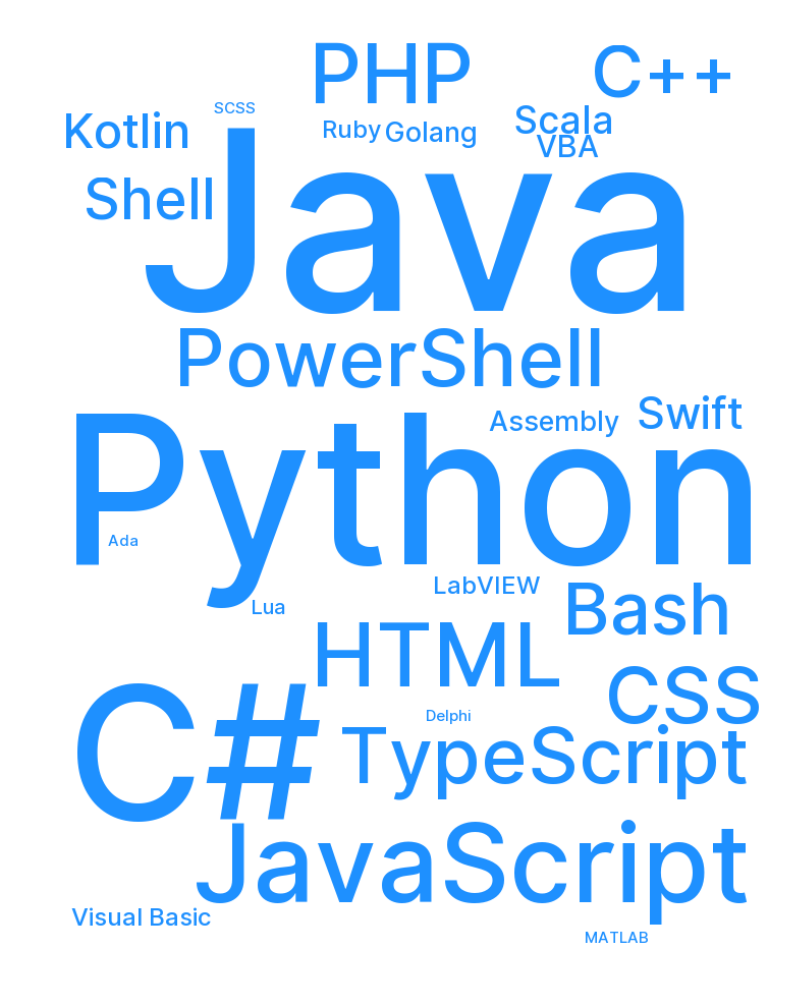 PHP
C++
SCSS
Kotlin
Ruby
Golang
Scala
VBA
Shell
Java
PowerShell
Assembly
Swift
Python
Ada
LabVIEW
Lua
Bash
HTML
CSS
C#
Delphi
TypeScript
JavaScript
Visual Basic
MATLAB